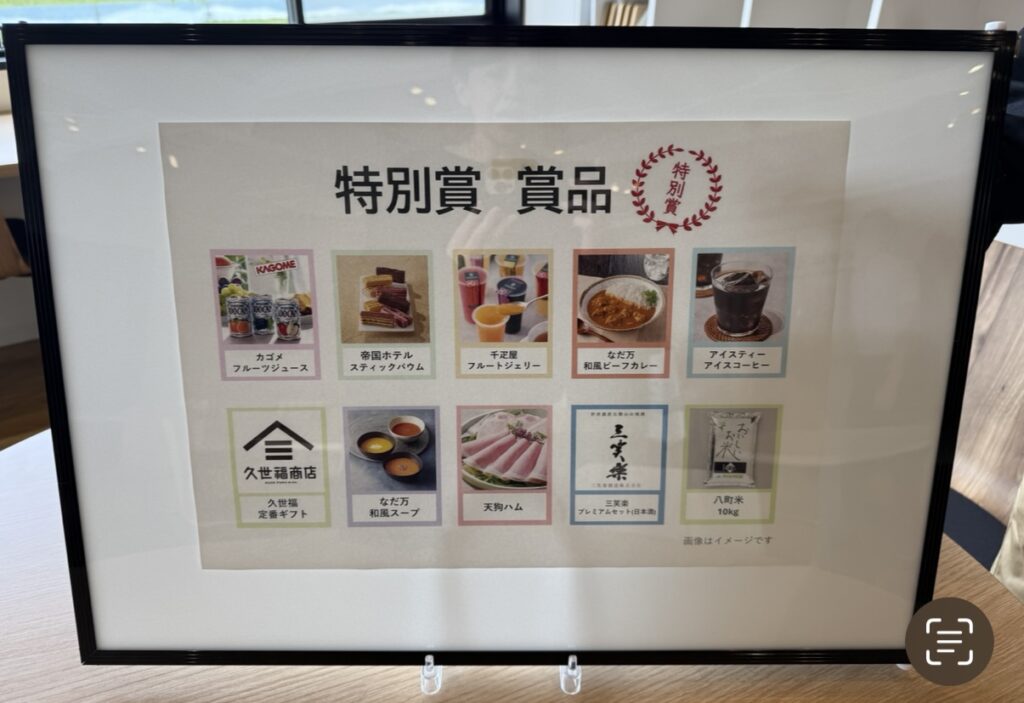 特別賞 賞品
特別賞
KAGOME
カゴメ
フルーツジュース
帝国ホテル
スティックバウム
千疋屋
フルートジェリー
なだ万
和風ビーフカレー
アイスティー
アイスコーヒー
久世福商店
久世福
定番ギフト
なだ万
和風スープ
天狗ハム
三笑楽
三笑楽
プレミアムセット(日本酒)
八町米
10kg
画像はイメージです